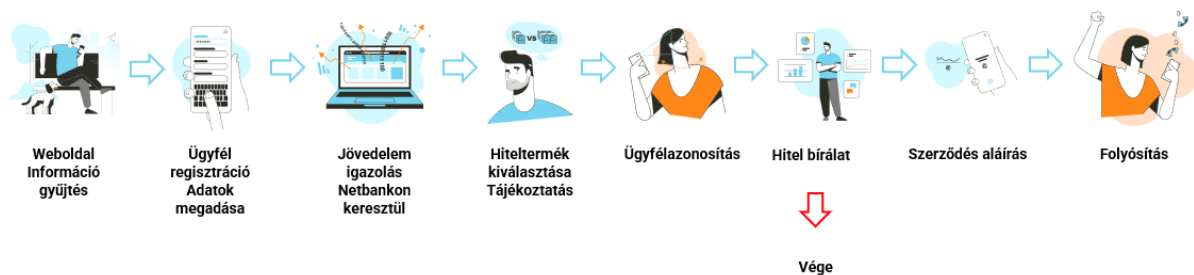 VS
Weboldal
Információ
gyűjtés
Ügyfél
regisztráció
Adatok
megadása
Jövedelem
igazolás
Netbankon
keresztül
Hiteltermék
kiválasztása
Tájékoztatás
Ügyfélazonosítás
Hitel bírálat
Szerződés aláírás
Folyósítás
Vége